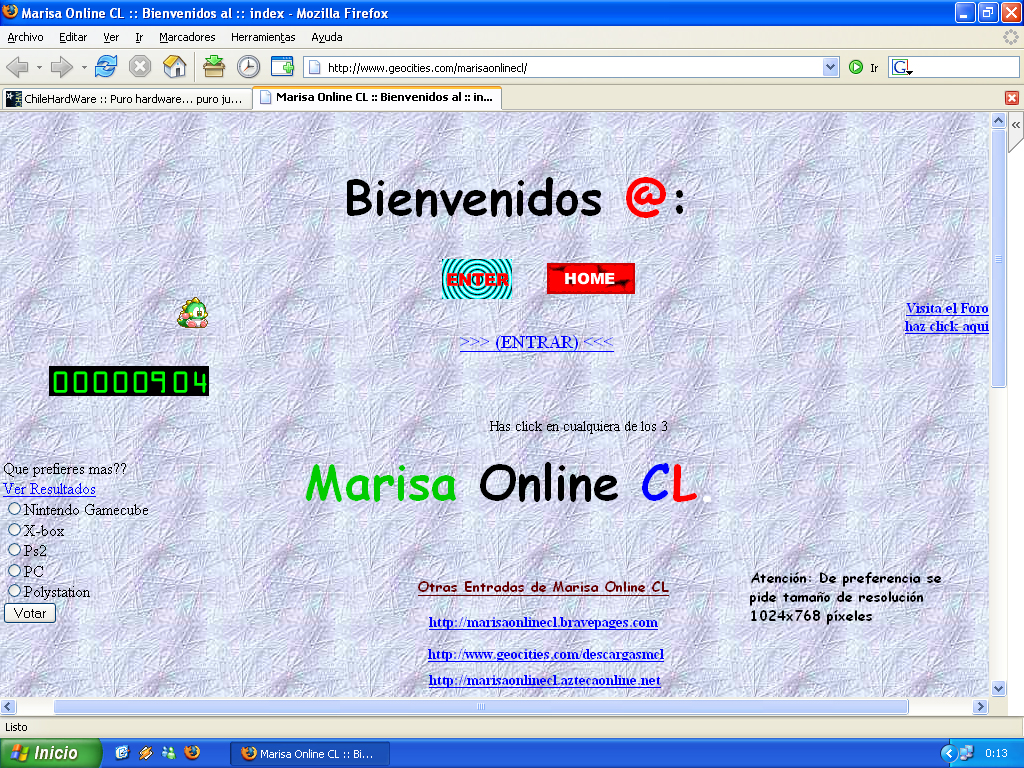 Marisa Online CL :: Bienvenidos al :: index - Mozilla Firefox
Archivo Editar Ver Ir Marcadores Herramientas Ayuda
http://www.geocities.com/marisaonlinecl/ Ir G
ChileHardWare :: Puro hardware... puro ju... Marisa Online CL :: Bienvenidos al :: in...
Bienvenidos @:
ENTER HOME
Visita el Foro
haz click aqui
>>> (ENTRAR) <<<
00000904
Has click en cualquiera de los 3
Marisa Online CL.
Que prefieres mas??
Ver Resultados
Nintendo Gamecube
X-box
Ps2
PC
Polystation
Votar
Otras Entradas de Marisa Online CL
http://marisaonlinecl.bravepages.com
http://www.geocities.com/descargasmcl
http://marisaonlinecl.aztecaonline.net
Atención: De preferencia se
pide tamaño de resolución
1024x768 píxeles
Listo
Inicio Marisa Online CL :: Bi... 0:13